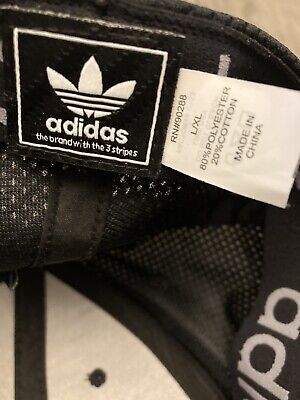 adidas
the brand with the 3 stripes
RN#90288
L/XL
80%POLYESTER
20%COTTON
MADE IN
CHINA